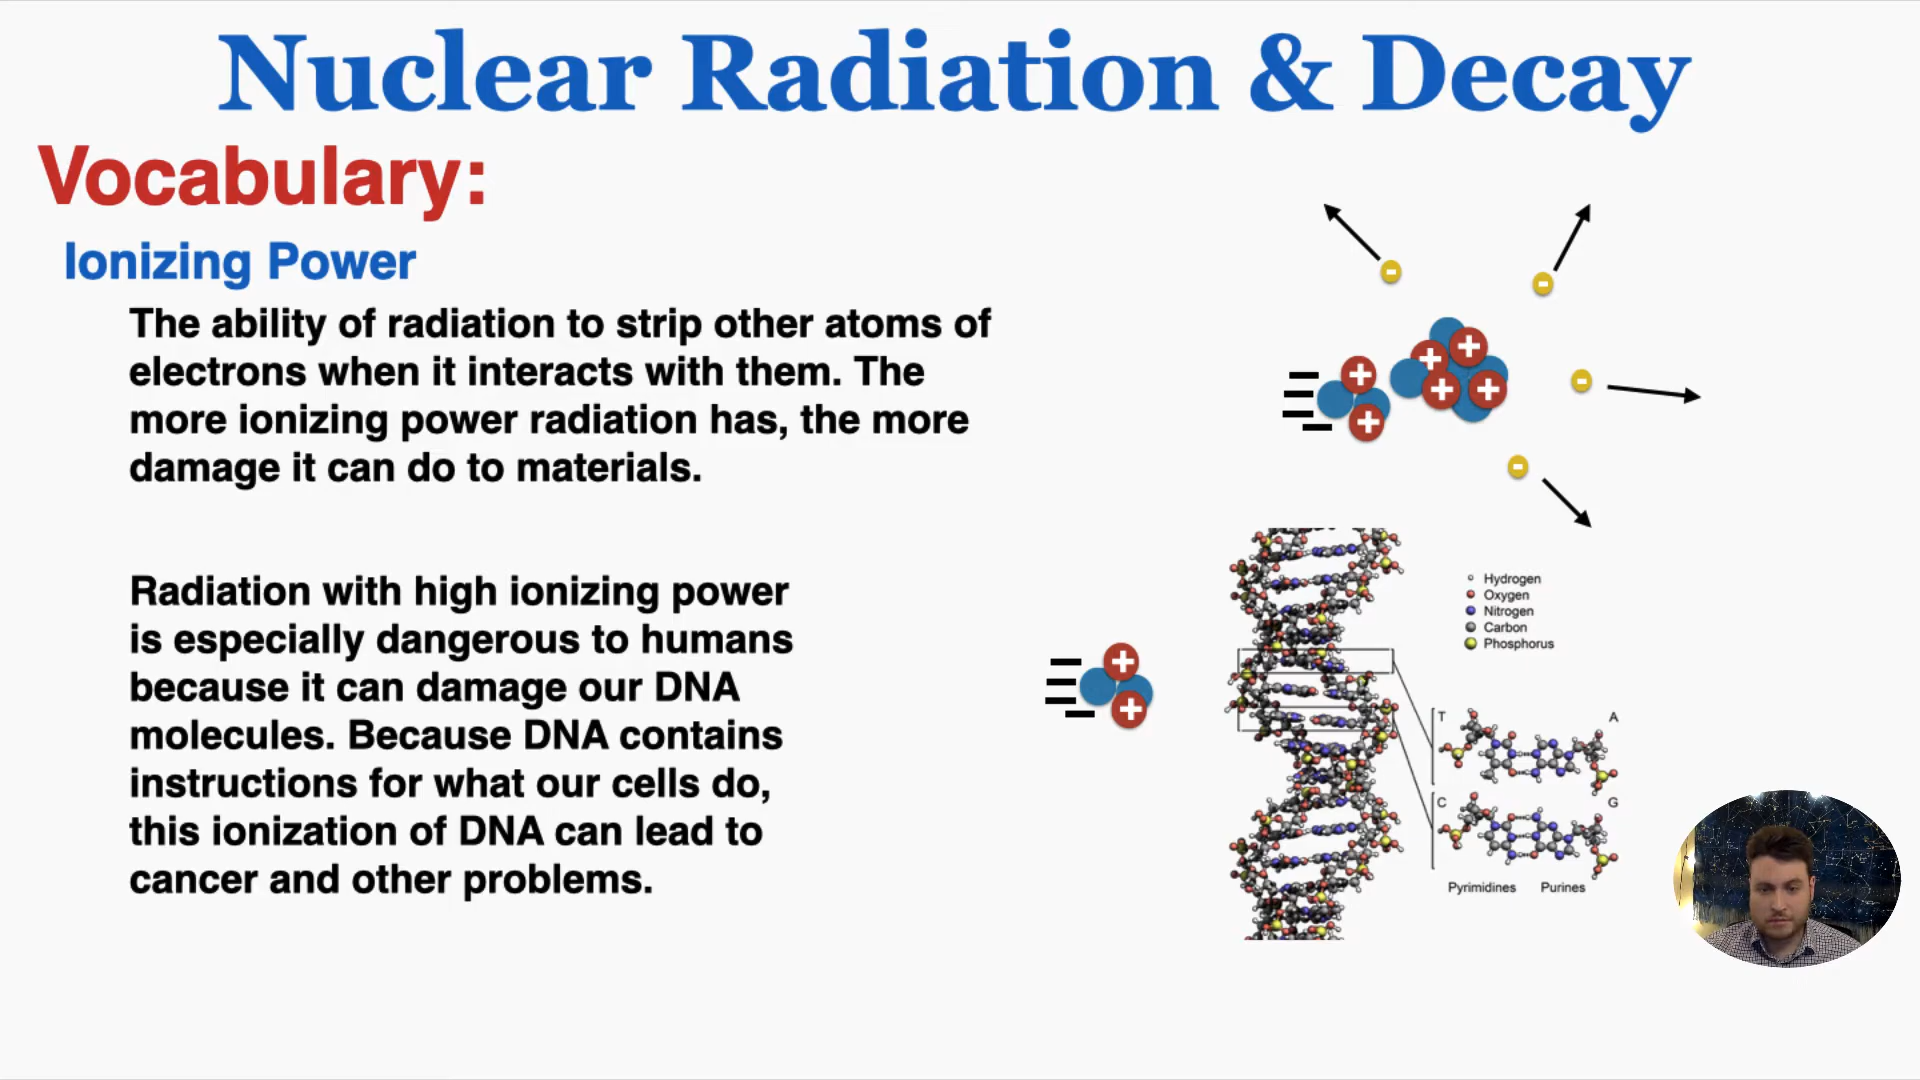 Nuclear Radiation & Decay
Vocabulary:
Ionizing Power
The ability of radiation to strip other atoms of
electrons when it interacts with them. The
more ionizing power radiation has, the more
damage it can do to materials.
Radiation with high ionizing power
is especially dangerous to humans
because it can damage our DNA
molecules. Because DNA contains
instructions for what our cells do,
this ionization of DNA can lead to
cancer and other problems.
Hydrogen
Oxygen
Nitrogen
Carbon
Phosphorus
T A
C G
Pyrimidines Purines